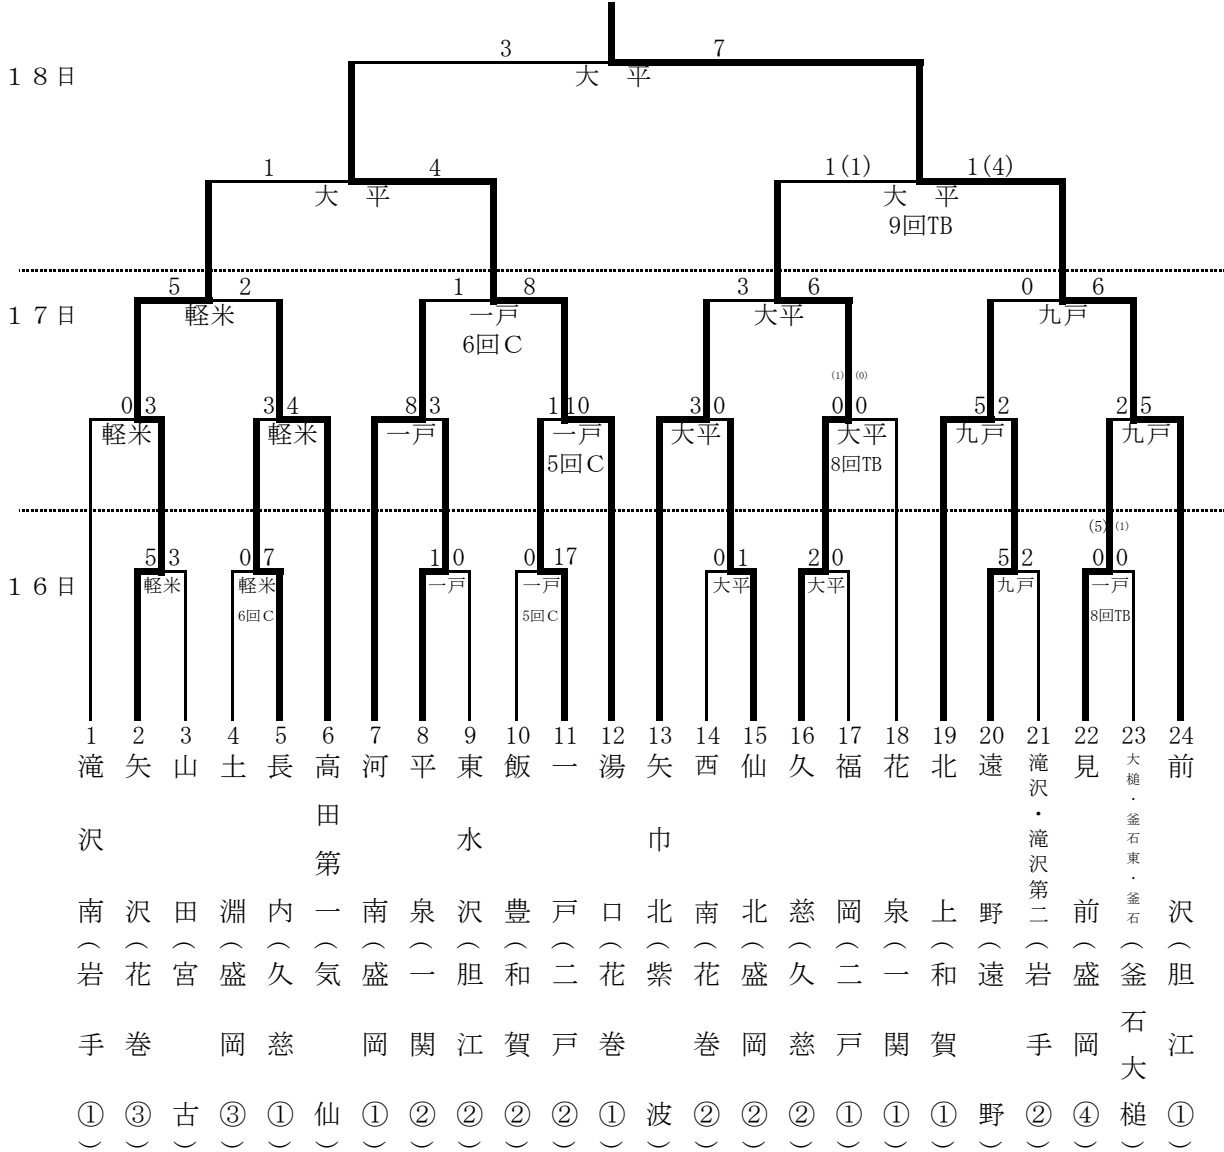 3 7
１８日
大　平
1 4 1(1) 1(4)
大　平 大　平
9回TB
5 2 1 8 3 6 0 6
１７日
軽米 一戸 大平 九戸
6回Ｃ
(1) (0)
0 3 3 4 8 3 1 10 3 0 0 0 5 2 2 5
軽米 軽米 一戸 一戸 大平 大平 九戸 九戸
5回Ｃ 8回TB
(5) (1)
5 3 0 7 1 0 0 17 0 1 2 0 5 2 0 0
１６日
軽米 軽米 一戸 一戸 大平 大平 九戸 一戸
6回Ｃ 5回Ｃ 8回TB
1 2 3 4 5 6 7 8 9 10 11 12 13 14 15 16 17 18 19 20 21 22 23 24
滝沢南（岩手①）
矢沢（花巻③）
山田（宮古）
土淵（盛岡③）
長内（久慈①）
高田第一（気仙）
河南（盛岡①）
平泉（一関②）
東水沢（胆江②）
飯豊（和賀②）
一戸（二戸②）
湯口（花巻①）
矢巾北（紫波）
西南（花巻②）
仙北（盛岡②）
久慈（久慈②）
福岡（二戸①）
花泉（一関①）
北上（和賀①）
遠野（遠野）
滝沢・滝沢第二（岩手②）
見前（盛岡④）
大槌・釜石東・釜石（釜石大槌）
前沢（胆江①）